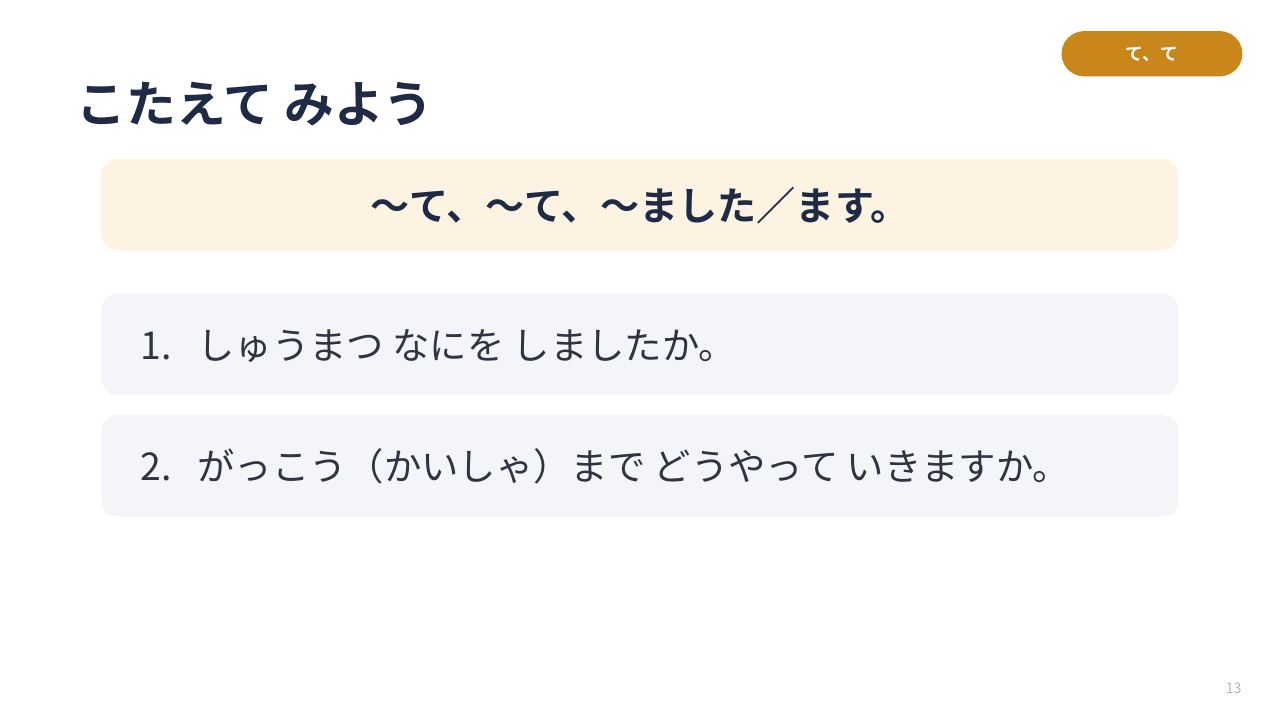 て、て
こたえて みよう
～て、～て、～ました／ます。
1. しゅうまつ なにを しましたか。
2. がっこう（かいしゃ）まで どうやって いきますか。
13